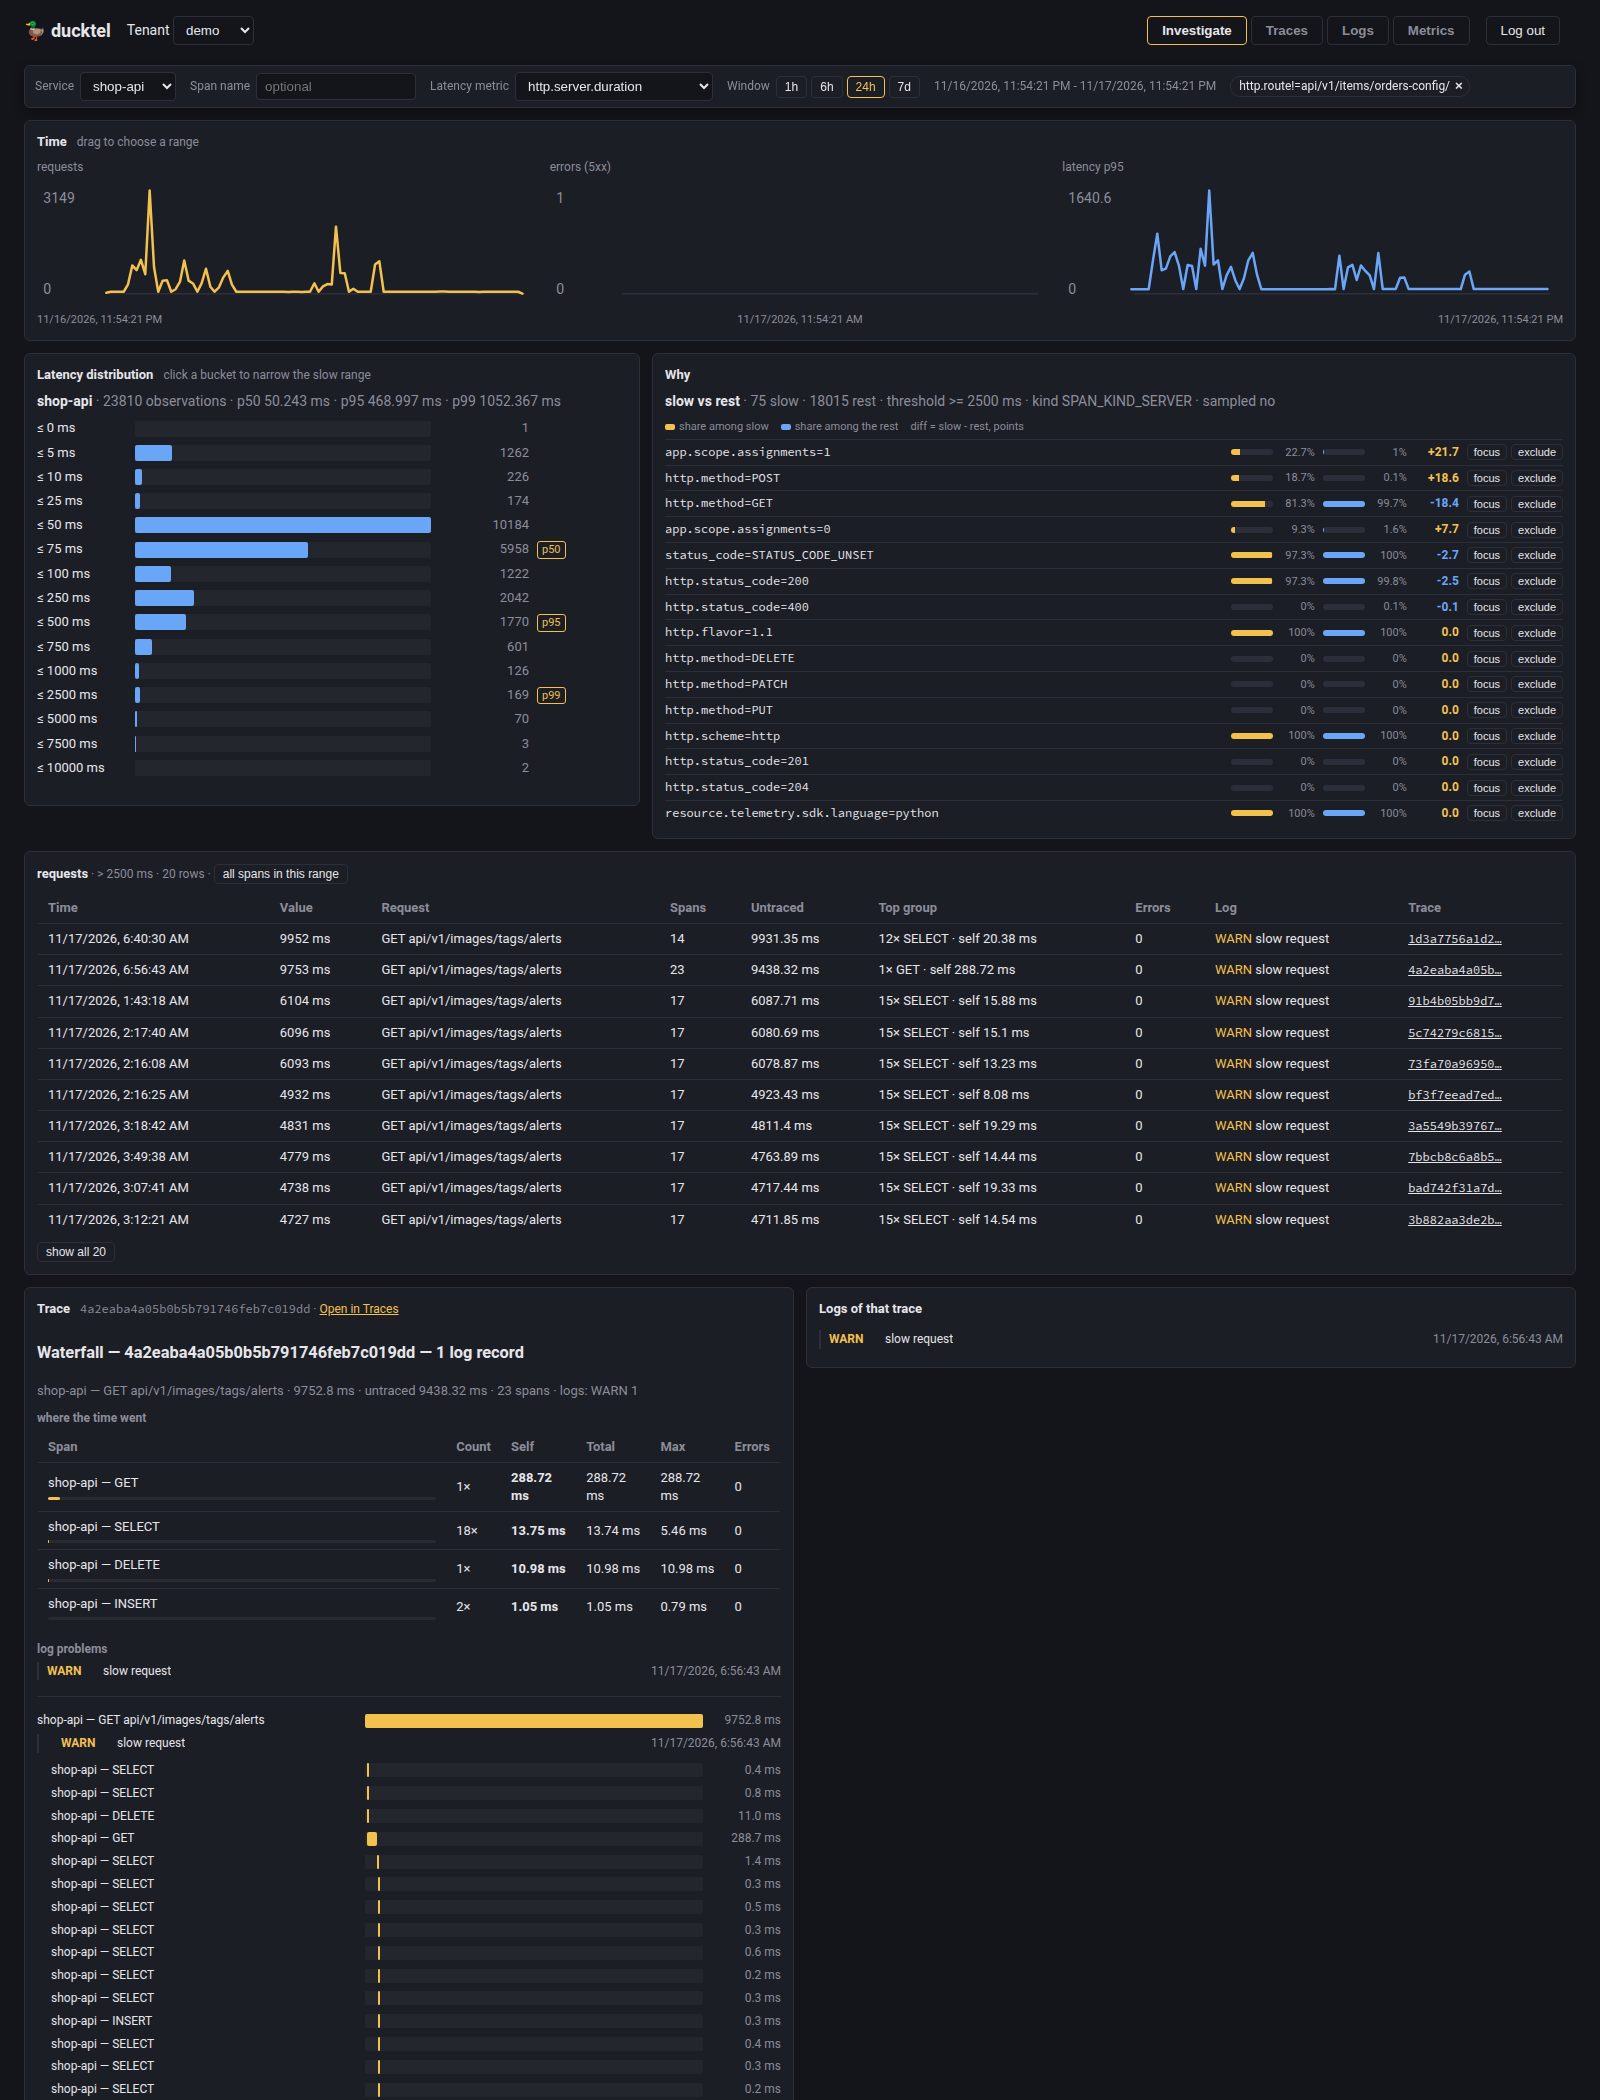 🦆 ducktel Tenant demo Investigate Traces Logs Metrics Log out
Service shop-api Span name optional Latency metric http.server.duration Window 1h 6h 24h 7d 11/16/2026, 11:54:21 PM - 11/17/2026, 11:54:21 PM http.route!=api/v1/items/orders-config/ ×
Time drag to choose a range
requests errors (5xx) latency p95
3149 1 1640.6
0 0 0
11/16/2026, 11:54:21 PM 11/17/2026, 11:54:21 AM 11/17/2026, 11:54:21 PM
Latency distribution click a bucket to narrow the slow range
shop-api · 23810 observations · p50 50.243 ms · p95 468.997 ms · p99 1052.367 ms
≤ 0 ms 1
≤ 5 ms 1262
≤ 10 ms 226
≤ 25 ms 174
≤ 50 ms 10184
≤ 75 ms 5958 p50
≤ 100 ms 1222
≤ 250 ms 2042
≤ 500 ms 1770 p95
≤ 750 ms 601
≤ 1000 ms 126
≤ 2500 ms 169 p99
≤ 5000 ms 70
≤ 7500 ms 3
≤ 10000 ms 2
Why
slow vs rest · 75 slow · 18015 rest · threshold >= 2500 ms · kind SPAN_KIND_SERVER · sampled no
share among slow share among the rest diff = slow - rest, points
app.scope.assignments=1 22.7% 1% +21.7 focus exclude
http.method=POST 18.7% 0.1% +18.6 focus exclude
http.method=GET 81.3% 99.7% -18.4 focus exclude
app.scope.assignments=0 9.3% 1.6% +7.7 focus exclude
status_code=STATUS_CODE_UNSET 97.3% 100% -2.7 focus exclude
http.status_code=200 97.3% 99.8% -2.5 focus exclude
http.status_code=400 0% 0.1% -0.1 focus exclude
http.flavor=1.1 100% 100% 0.0 focus exclude
http.method=DELETE 0% 0% 0.0 focus exclude
http.method=PATCH 0% 0% 0.0 focus exclude
http.method=PUT 0% 0% 0.0 focus exclude
http.scheme=http 100% 100% 0.0 focus exclude
http.status_code=201 0% 0% 0.0 focus exclude
http.status_code=204 0% 0% 0.0 focus exclude
resource.telemetry.sdk.language=python 100% 100% 0.0 focus exclude
requests · > 2500 ms · 20 rows · all spans in this range
Time Value Request Spans Untraced Top group Errors Log Trace
11/17/2026, 6:40:30 AM 9952 ms GET api/v1/images/tags/alerts 14 9931.35 ms 12× SELECT · self 20.38 ms 0 WARN slow request 1d3a7756a1d2…
11/17/2026, 6:56:43 AM 9753 ms GET api/v1/images/tags/alerts 23 9438.32 ms 1× GET · self 288.72 ms 0 WARN slow request 4a2eaba4a05b…
11/17/2026, 1:43:18 AM 6104 ms GET api/v1/images/tags/alerts 17 6087.71 ms 15× SELECT · self 15.88 ms 0 WARN slow request 91b4b05bb9d7…
11/17/2026, 2:17:40 AM 6096 ms GET api/v1/images/tags/alerts 17 6080.69 ms 15× SELECT · self 15.1 ms 0 WARN slow request 5c74279c6815…
11/17/2026, 2:16:08 AM 6093 ms GET api/v1/images/tags/alerts 17 6078.87 ms 15× SELECT · self 13.23 ms 0 WARN slow request 73fa70a96950…
11/17/2026, 2:16:25 AM 4932 ms GET api/v1/images/tags/alerts 17 4923.43 ms 15× SELECT · self 8.08 ms 0 WARN slow request bf3f7eead7ed…
11/17/2026, 3:18:42 AM 4831 ms GET api/v1/images/tags/alerts 17 4811.4 ms 15× SELECT · self 19.29 ms 0 WARN slow request 3a5549b39767…
11/17/2026, 3:49:38 AM 4779 ms GET api/v1/images/tags/alerts 17 4763.89 ms 15× SELECT · self 14.44 ms 0 WARN slow request 7bbcb8c6a8b5…
11/17/2026, 3:07:41 AM 4738 ms GET api/v1/images/tags/alerts 17 4717.44 ms 15× SELECT · self 19.33 ms 0 WARN slow request bad742f31a7d…
11/17/2026, 3:12:21 AM 4727 ms GET api/v1/images/tags/alerts 17 4711.85 ms 15× SELECT · self 14.54 ms 0 WARN slow request 3b882aa3de2b…
show all 20
Trace 4a2eaba4a05b0b5b791746feb7c019dd · Open in Traces
Waterfall — 4a2eaba4a05b0b5b791746feb7c019dd — 1 log record
shop-api — GET api/v1/images/tags/alerts · 9752.8 ms · untraced 9438.32 ms · 23 spans · logs: WARN 1
where the time went
Span Count Self Total Max Errors
shop-api — GET 1× 288.72 ms 288.72 ms 288.72 ms 0
shop-api — SELECT 18× 13.75 ms 13.74 ms 5.46 ms 0
shop-api — DELETE 1× 10.98 ms 10.98 ms 10.98 ms 0
shop-api — INSERT 2× 1.05 ms 1.05 ms 0.79 ms 0
log problems
WARN slow request 11/17/2026, 6:56:43 AM
shop-api — GET api/v1/images/tags/alerts 9752.8 ms
WARN slow request 11/17/2026, 6:56:43 AM
shop-api — SELECT 0.4 ms
shop-api — SELECT 0.8 ms
shop-api — DELETE 11.0 ms
shop-api — GET 288.7 ms
shop-api — SELECT 1.4 ms
shop-api — SELECT 0.3 ms
shop-api — SELECT 0.5 ms
shop-api — SELECT 0.3 ms
shop-api — SELECT 0.6 ms
shop-api — SELECT 0.2 ms
shop-api — SELECT 0.3 ms
shop-api — INSERT 0.3 ms
shop-api — SELECT 0.4 ms
shop-api — SELECT 0.3 ms
shop-api — SELECT 0.2 ms
Logs of that trace
WARN slow request 11/17/2026, 6:56:43 AM